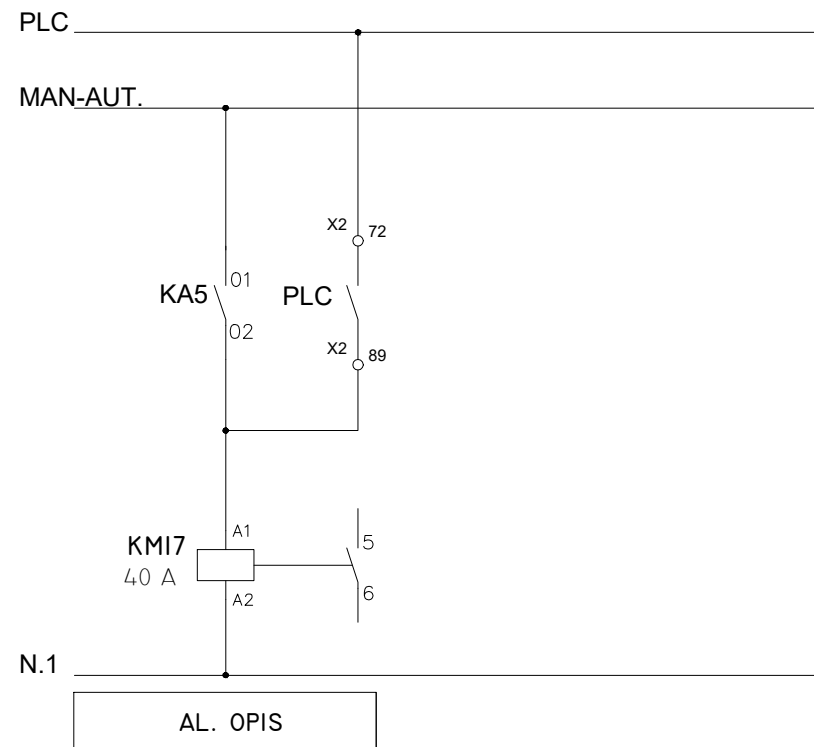 PLC
MAN-AUT.
X2 72
KA5 01
02
PLC
X2 89
KM17
40 A
A1
A2
5
6
N.1
AL. OPIS